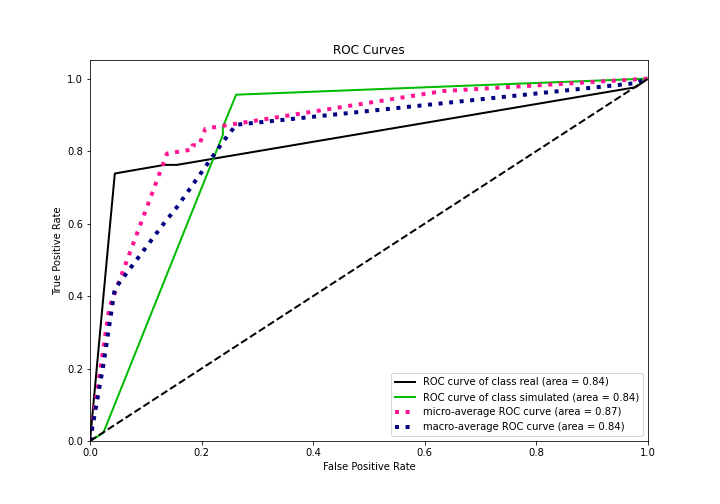 ROC Curves
1.0
0.8
0.6
0.4
0.2
0.0
True Positive Rate
ROC curve of class real (area = 0.84)
ROC curve of class simulated (area = 0.84)
micro-average ROC curve (area = 0.87)
macro-average ROC curve (area = 0.84)
0.0 0.2 0.4 0.6 0.8 1.0
False Positive Rate